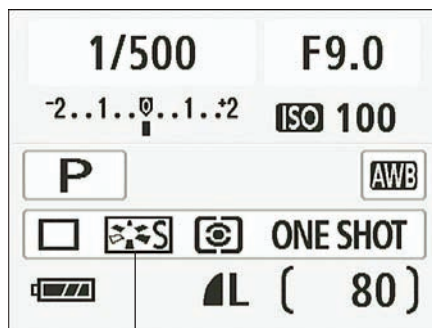 1/500 F9.0
-2..1..0..1..+2 ISO 100
P AWB
S ONE SHOT
L [ 80 ]